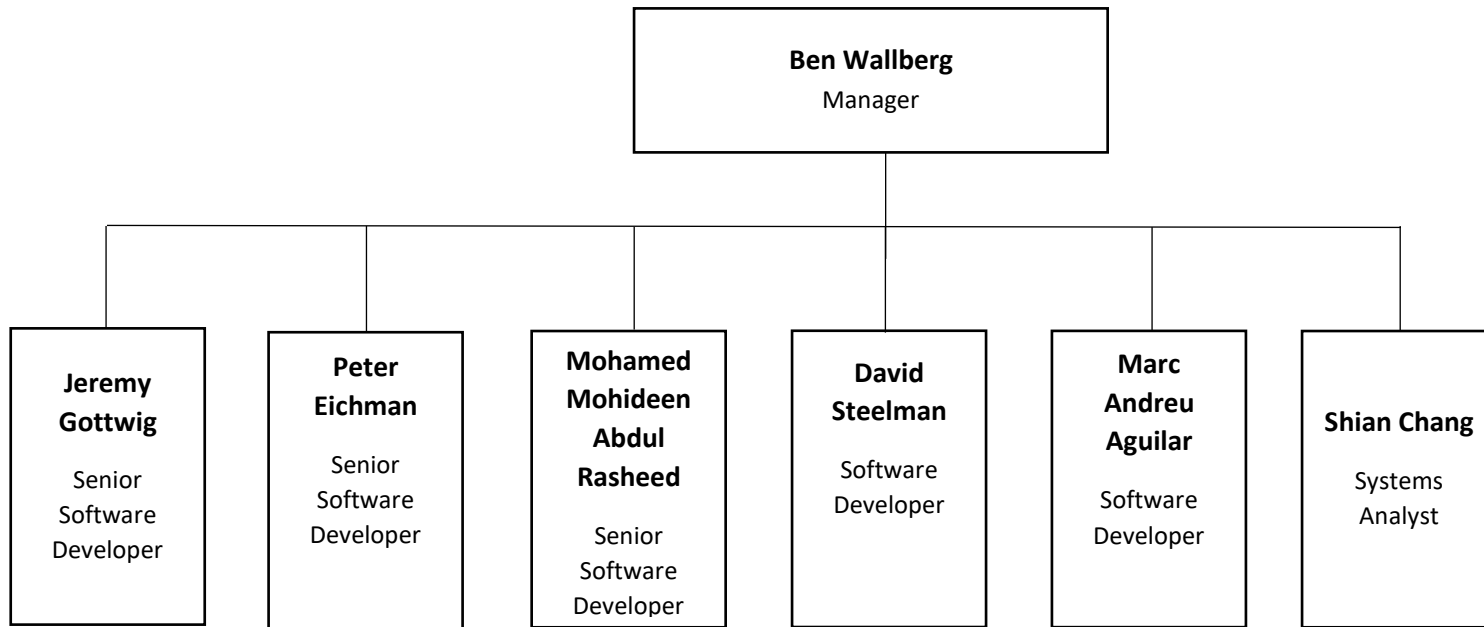 Ben Wallberg
Manager
Jeremy
Gottwig
Senior
Software
Developer
Peter
Eichman
Senior
Software
Developer
Mohamed
Mohideen
Abdul
Rasheed
Senior
Software
Developer
David
Steelman
Software
Developer
Marc
Andreu
Aguilar
Software
Developer
Shian Chang
Systems
Analyst